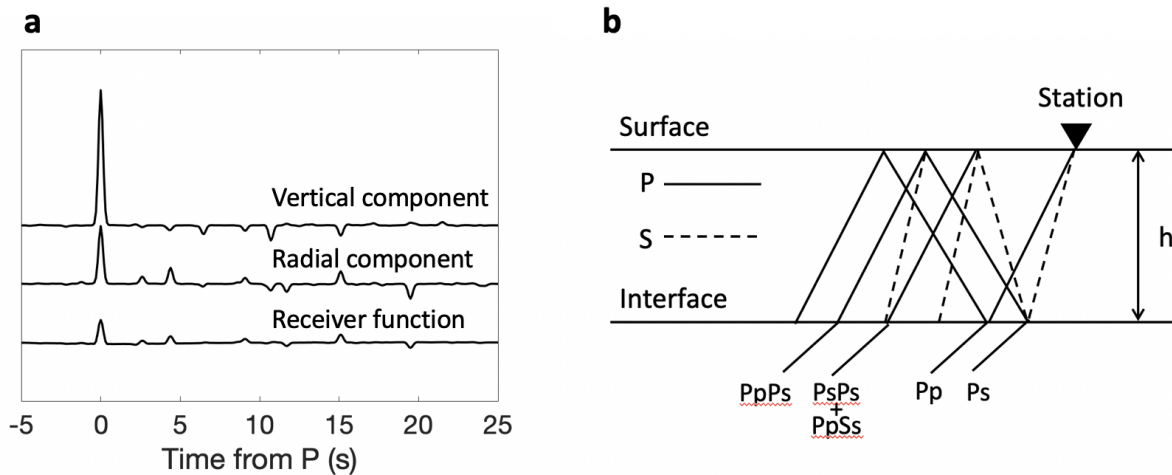 a
Vertical component
Radial component
Receiver function
-5 0 5 10 15 20 25
Time from P (s)
b
Station
Surface
P
S
h
Interface
PpPs PsPs Pp Ps
+
PpSs